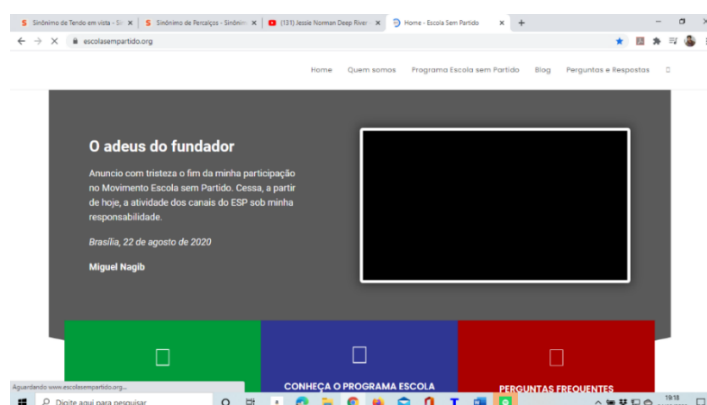 Sinônimo de Tendo em vista - Si
Sinônimo de Percalços - Sinônim
(131) Jessie Norman Deep River -
Home - Escola Sem Partido
escolasempartido.org
Home Quem somos Programa Escola sem Partido Blog Perguntas e Respostas
O adeus do fundador
Anuncio com tristeza o fim da minha participação
no Movimento Escola sem Partido. Cessa, a partir
de hoje, a atividade dos canais do ESP sob minha
responsabilidade.
Brasília, 22 de agosto de 2020
Miguel Nagib
CONHEÇA O PROGRAMA ESCOLA
PERGUNTAS FREQUENTES
Aguardando www.escolasempartido.org...
Digite aqui para pesquisar
19:18